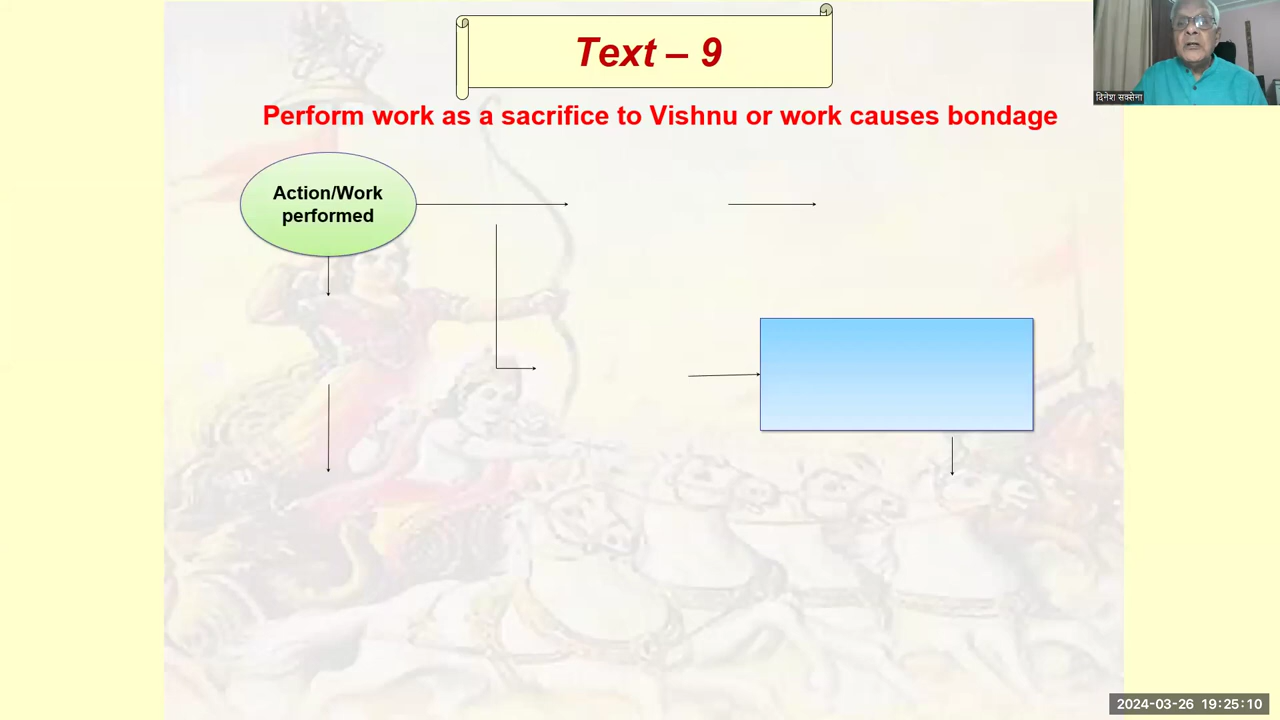 Text – 9
दिनेश सक्सेना
Perform work as a sacrifice to Vishnu or work causes bondage
Action/Work
performed
2024-03-26 19:25:10